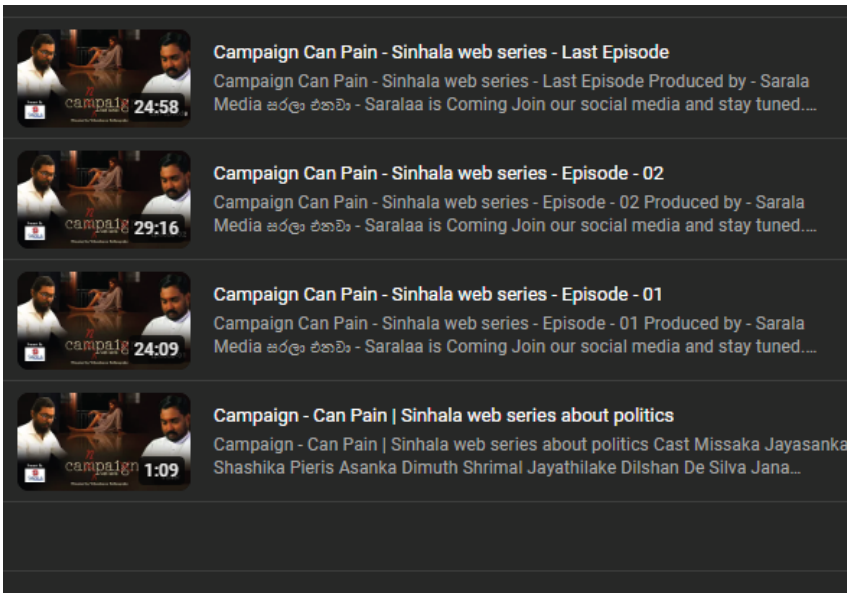 campaig
24:58
Campaign Can Pain - Sinhala web series - Last Episode
Campaign Can Pain - Sinhala web series - Last Episode Produced by - Sarala
Media සරලා එනවා - Saralaa is Coming Join our social media and stay tuned....
campaig
29:16
Campaign Can Pain - Sinhala web series - Episode - 02
Campaign Can Pain - Sinhala web series - Episode - 02 Produced by - Sarala
Media සරලා එනවා - Saralaa is Coming Join our social media and stay tuned....
campaig
24:09
Campaign Can Pain - Sinhala web series - Episode - 01
Campaign Can Pain - Sinhala web series - Episode - 01 Produced by - Sarala
Media සරලා එනවා - Saralaa is Coming Join our social media and stay tuned....
campaign
1:09
Campaign - Can Pain | Sinhala web series about politics
Campaign - Can Pain | Sinhala web series about politics Cast Missaka Jayasanka
Shashika Pieris Asanka Dimuth Shrimal Jayathilake Dilshan De Silva Jana...